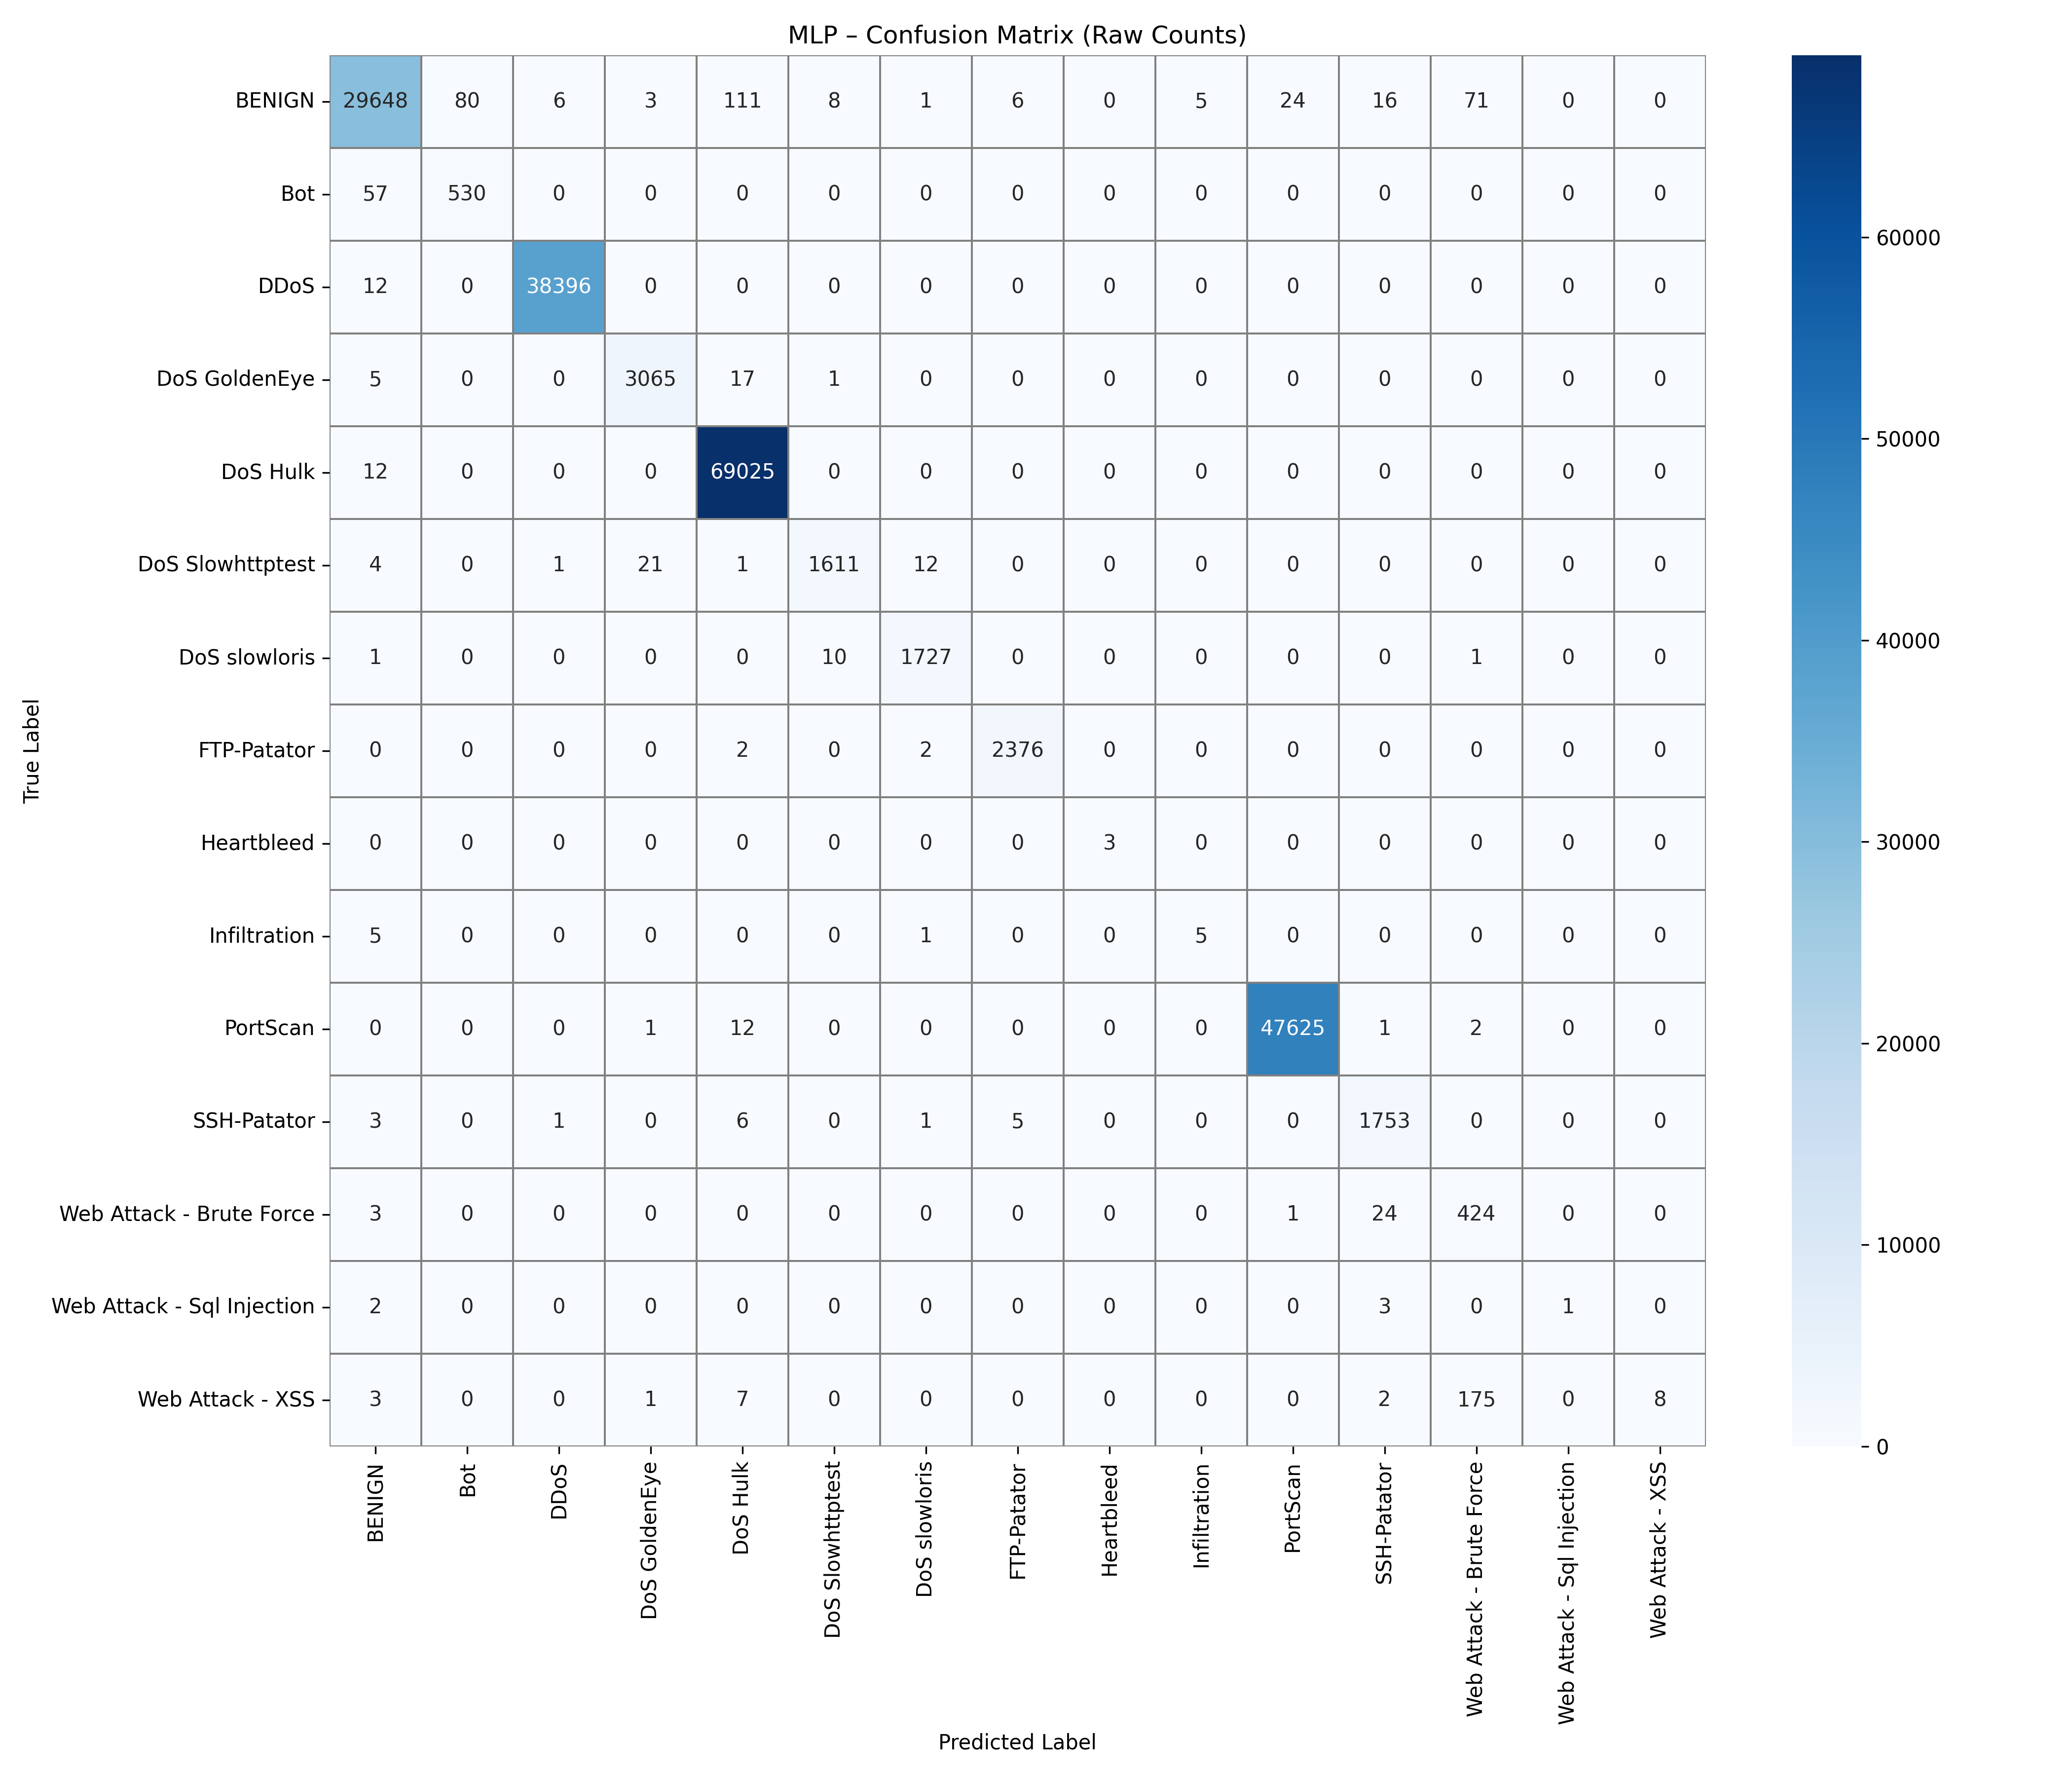 MLP – Confusion Matrix (Raw Counts)
True Label
BENIGN 29648 80 6 3 111 8 1 6 0 5 24 16 71 0 0
Bot 57 530 0 0 0 0 0 0 0 0 0 0 0 0 0
DDoS 12 0 38396 0 0 0 0 0 0 0 0 0 0 0 0
DoS GoldenEye 5 0 0 3065 17 1 0 0 0 0 0 0 0 0 0
DoS Hulk 12 0 0 0 69025 0 0 0 0 0 0 0 0 0 0
DoS Slowhttptest 4 0 1 21 1 1611 12 0 0 0 0 0 0 0 0
DoS slowloris 1 0 0 0 0 10 1727 0 0 0 0 0 1 0 0
FTP-Patator 0 0 0 0 2 0 2 2376 0 0 0 0 0 0 0
Heartbleed 0 0 0 0 0 0 0 0 3 0 0 0 0 0 0
Infiltration 5 0 0 0 0 0 1 0 0 5 0 0 0 0 0
PortScan 0 0 0 1 12 0 0 0 0 0 47625 1 2 0 0
SSH-Patator 3 0 1 0 6 0 1 5 0 0 0 1753 0 0 0
Web Attack - Brute Force 3 0 0 0 0 0 0 0 0 0 1 24 424 0 0
Web Attack - Sql Injection 2 0 0 0 0 0 0 0 0 0 0 3 0 1 0
Web Attack - XSS 3 0 0 1 7 0 0 0 0 0 0 2 175 0 8
BENIGN
Bot
DDoS
DoS GoldenEye
DoS Hulk
DoS Slowhttptest
DoS slowloris
FTP-Patator
Heartbleed
Infiltration
PortScan
SSH-Patator
Web Attack - Brute Force
Web Attack - Sql Injection
Web Attack - XSS
Predicted Label
60000
50000
40000
30000
20000
10000
0